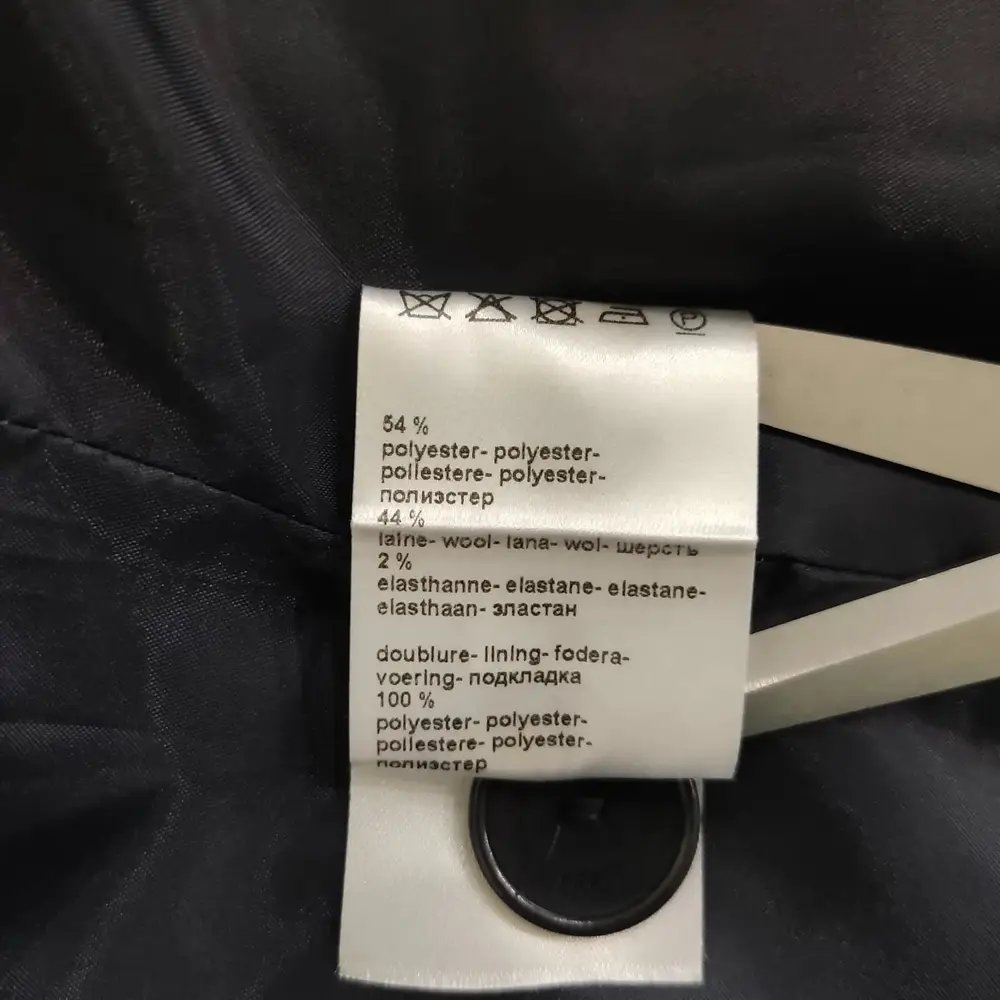 P
54 %
polyester- polyester-
poliestere- polyester-
полиэстер
44 %
laine- wool- lana- wol- шерсть
2 %
elasthanne- elastane- elastane-
elasthaan- эластан
doublure- lining- fodera-
voering- подкладка
100 %
polyester- polyester-
poliestere- polyester-
полиэстер